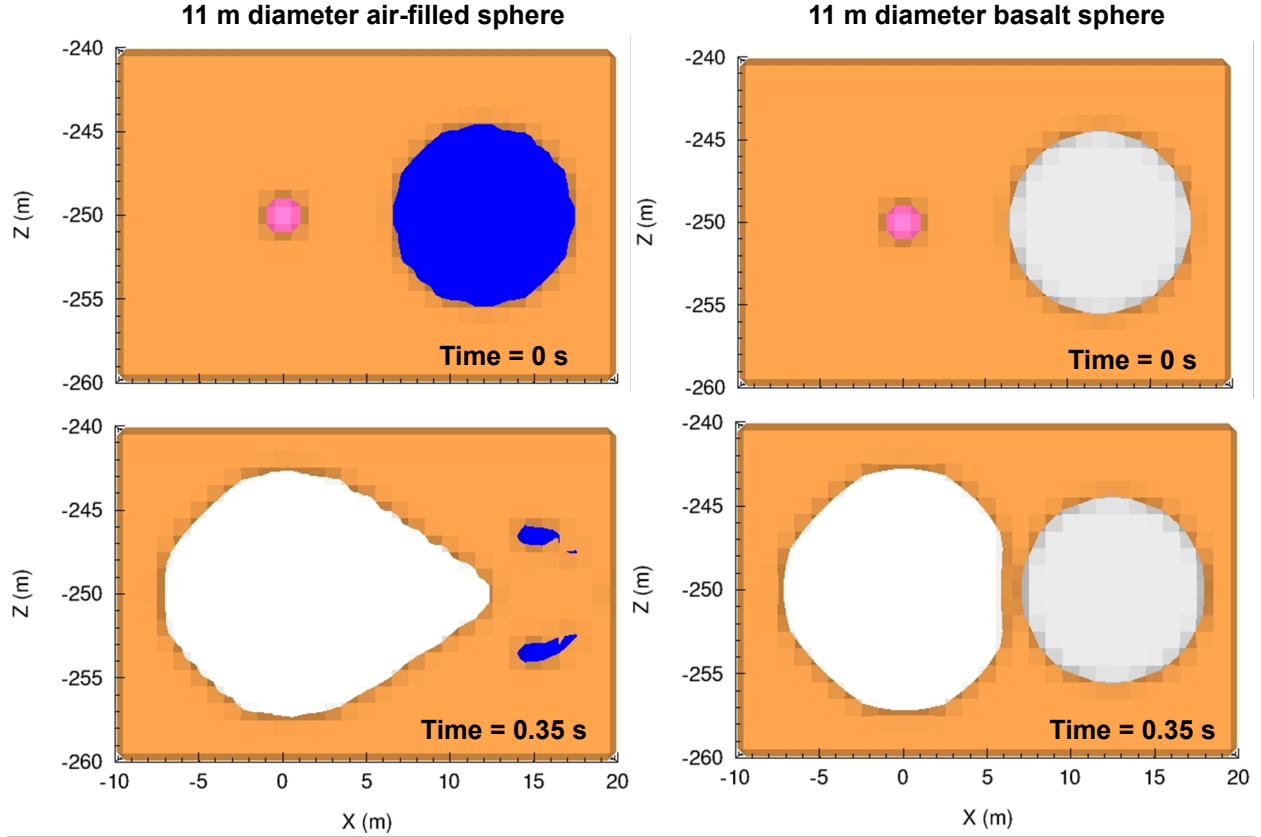 11 m diameter air-filled sphere
11 m diameter basalt sphere
-240
-245
-250
-255
-260
Z (m)
Time = 0 s
-240
-245
-250
-255
-260
Z (m)
Time = 0 s
-240
-245
-250
-255
-260
Z (m)
Time = 0.35 s
-10 -5 0 5 10 15 20
X (m)
-240
-245
-250
-255
-260
Z (m)
Time = 0.35 s
-10 -5 0 5 10 15 20
X (m)